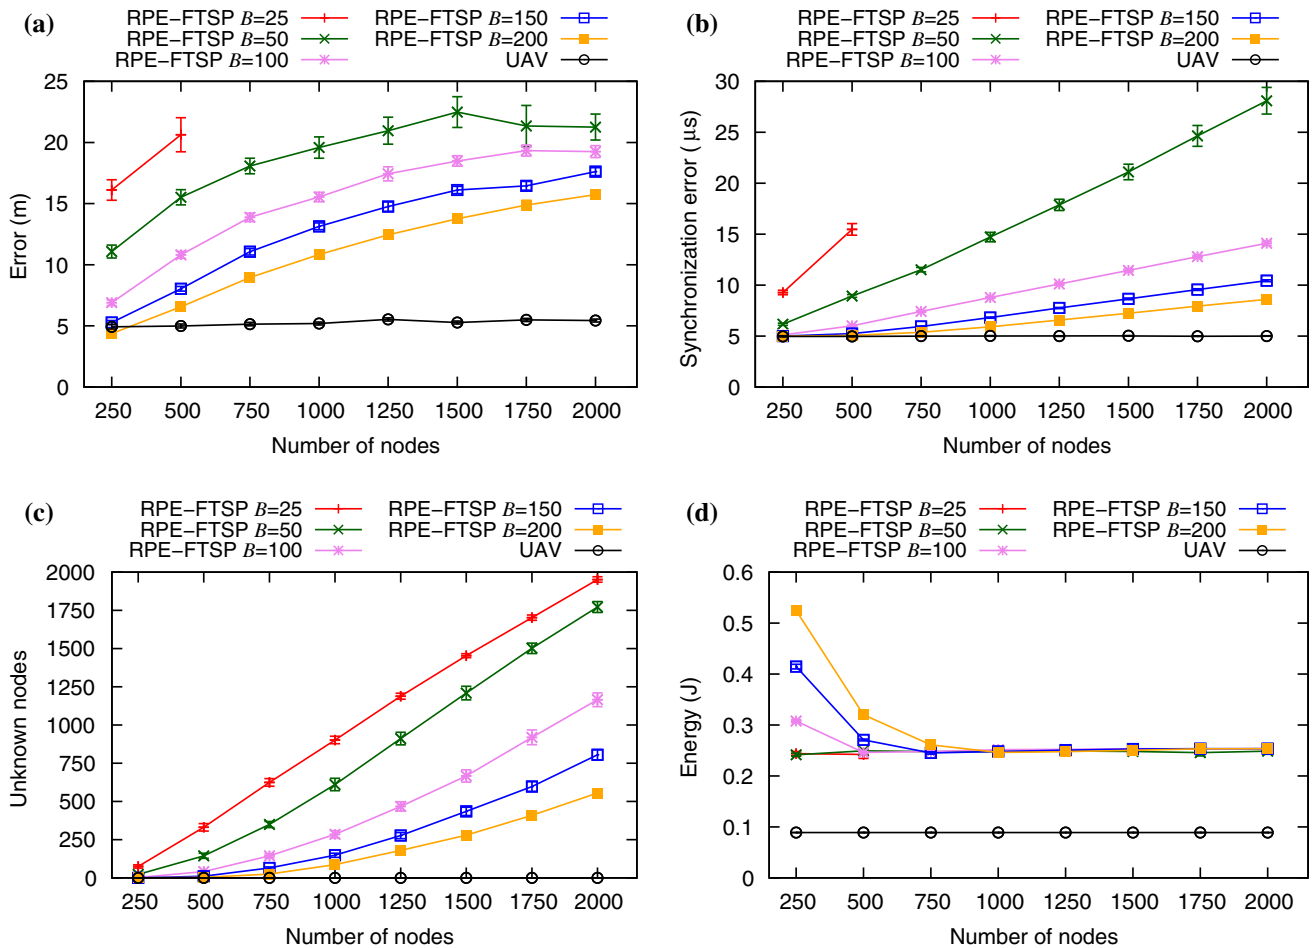 (a)
RPE−FTSP B=25
RPE−FTSP B=50
RPE−FTSP B=100
RPE−FTSP B=150
RPE−FTSP B=200
UAV
Error (m)
25
20
15
10
5
0
250 500 750 1000 1250 1500 1750 2000
Number of nodes
(b)
RPE−FTSP B=25
RPE−FTSP B=50
RPE−FTSP B=100
RPE−FTSP B=150
RPE−FTSP B=200
UAV
Synchronization error ( μs)
30
25
20
15
10
5
0
250 500 750 1000 1250 1500 1750 2000
Number of nodes
(c)
RPE−FTSP B=25
RPE−FTSP B=50
RPE−FTSP B=100
RPE−FTSP B=150
RPE−FTSP B=200
UAV
Unknown nodes
2000
1750
1500
1250
1000
750
500
250
0
250 500 750 1000 1250 1500 1750 2000
Number of nodes
(d)
RPE−FTSP B=25
RPE−FTSP B=50
RPE−FTSP B=100
RPE−FTSP B=150
RPE−FTSP B=200
UAV
Energy (J)
0.6
0.5
0.4
0.3
0.2
0.1
0
250 500 750 1000 1250 1500 1750 2000
Number of nodes